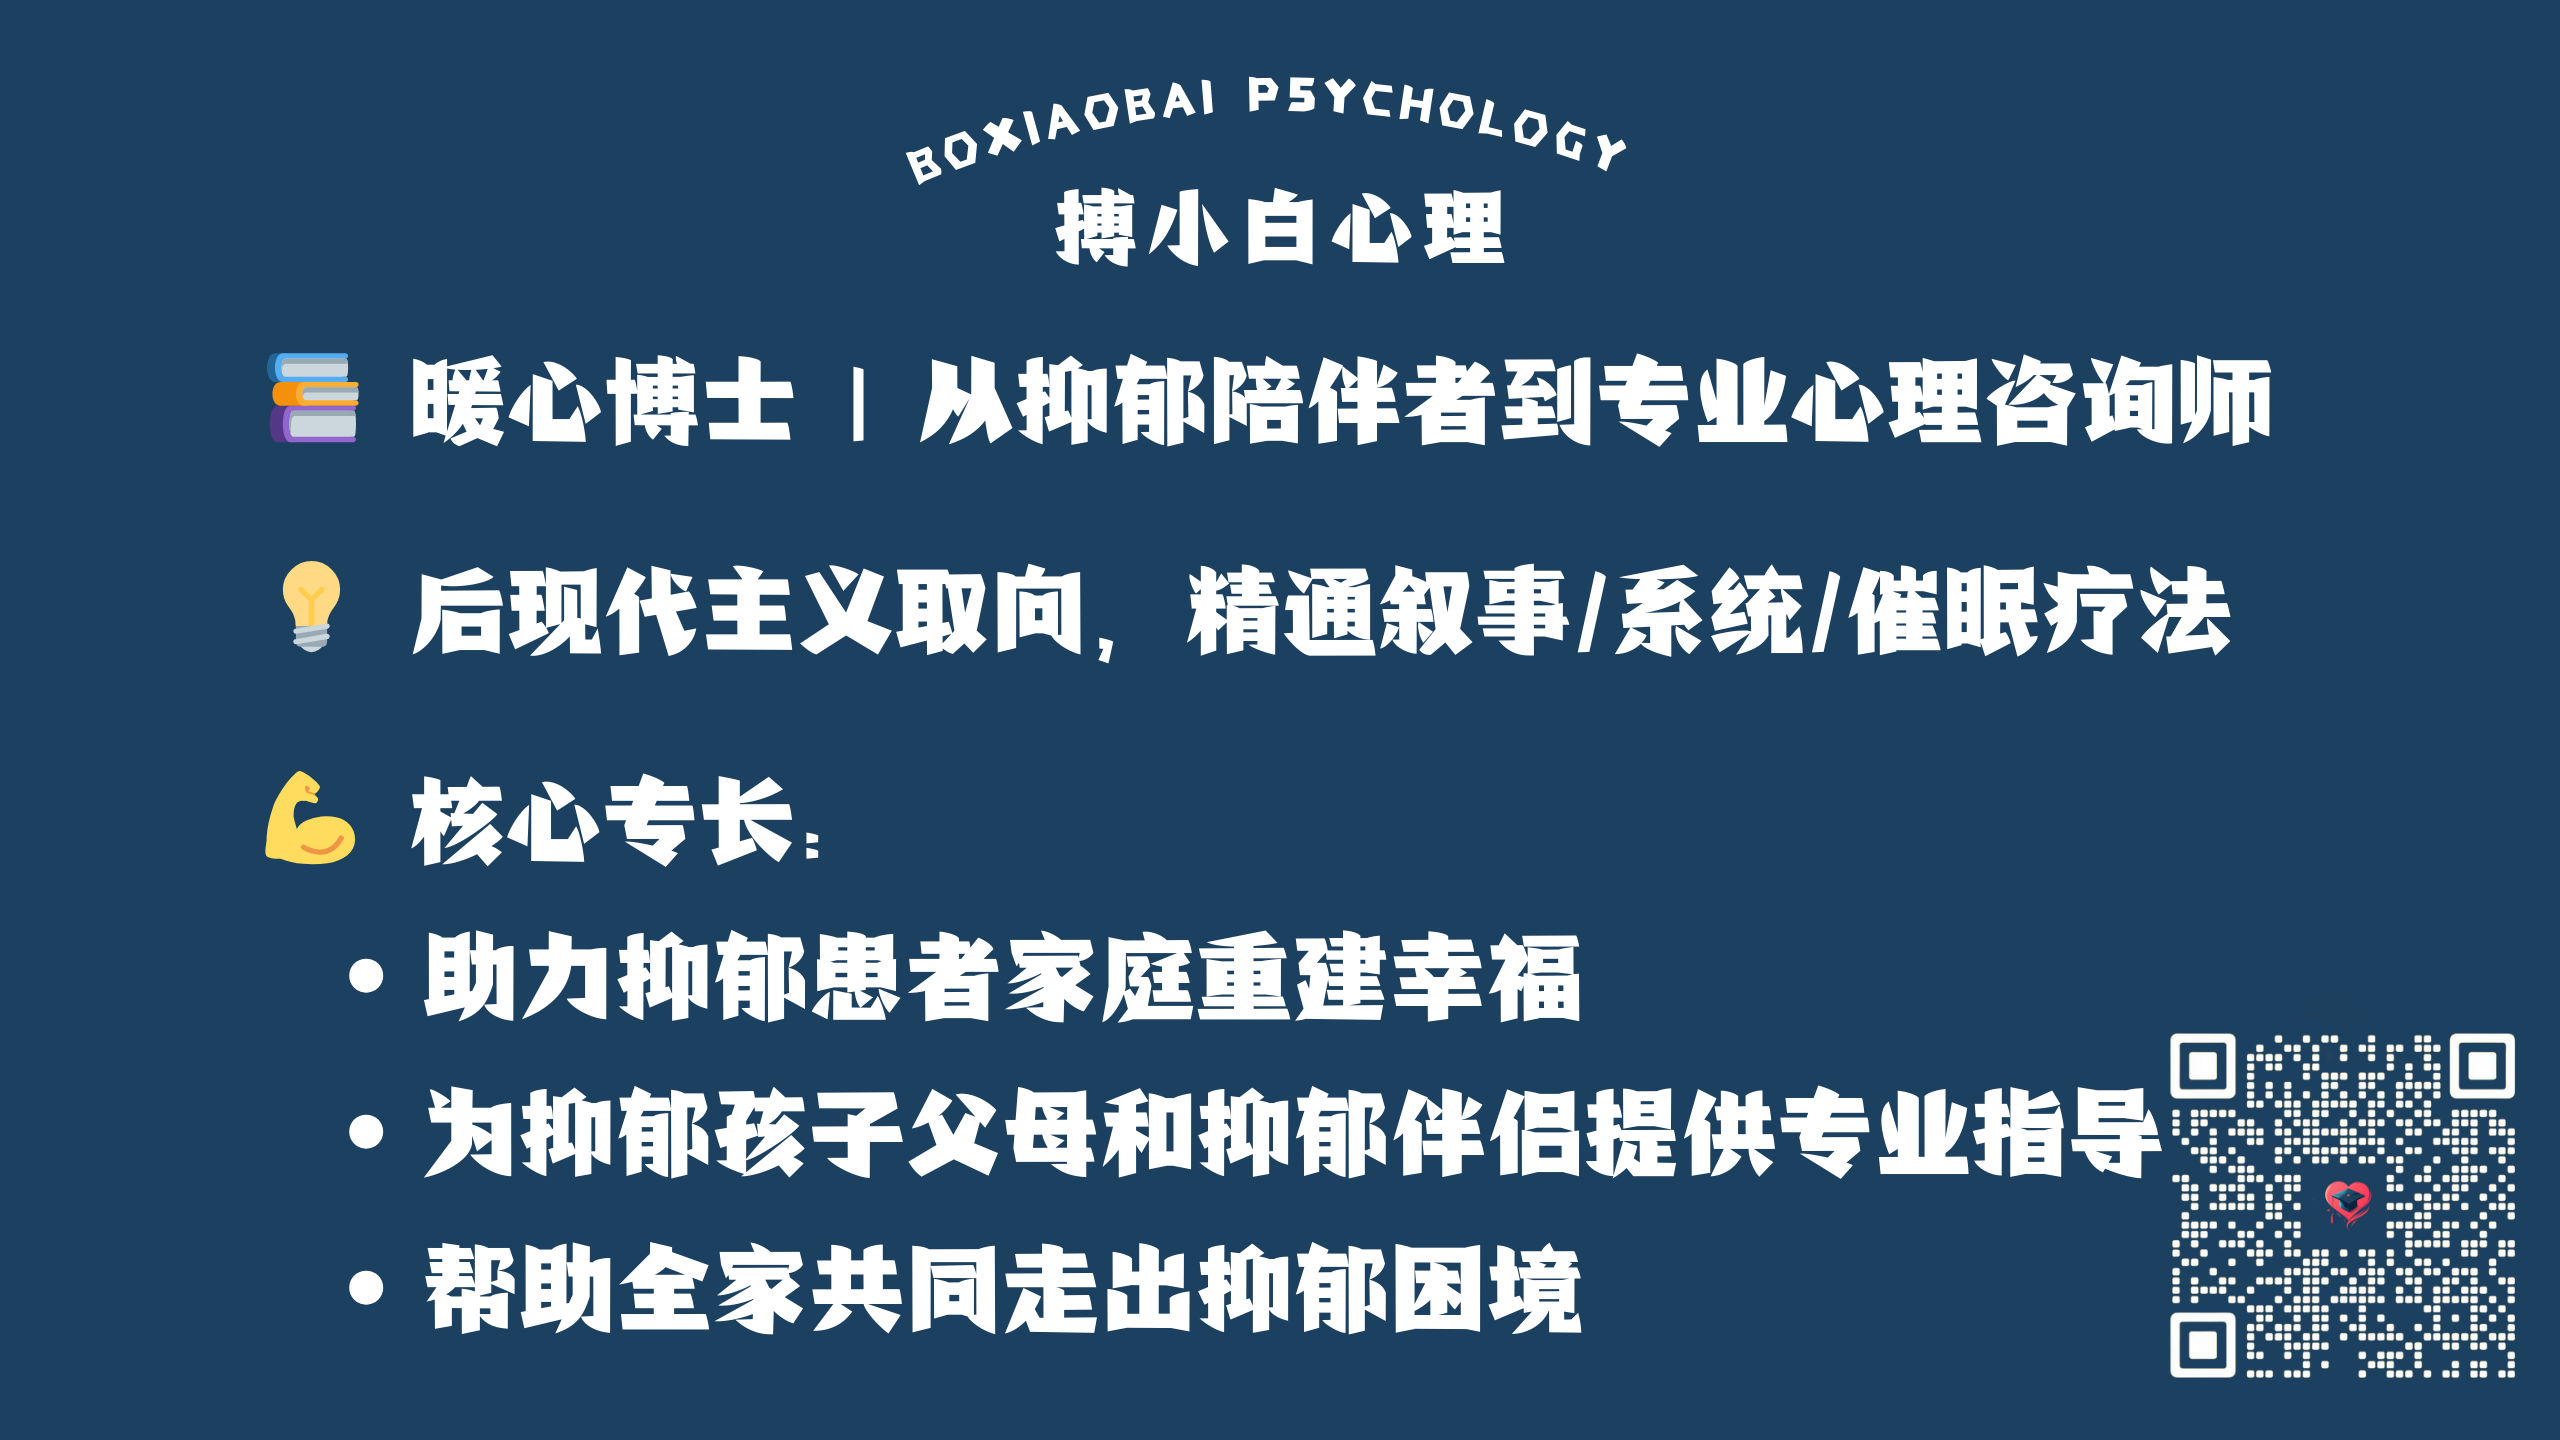 BOXIAOBAI PSYCHOLOGY
搏小白心理
暖心博士 | 从抑郁陪伴者到专业心理咨询师
后现代主义取向，精通叙事/系统/催眠疗法
核心专长：
• 助力抑郁患者家庭重建幸福
• 为抑郁孩子父母和抑郁伴侣提供专业指导
• 帮助全家共同走出抑郁困境